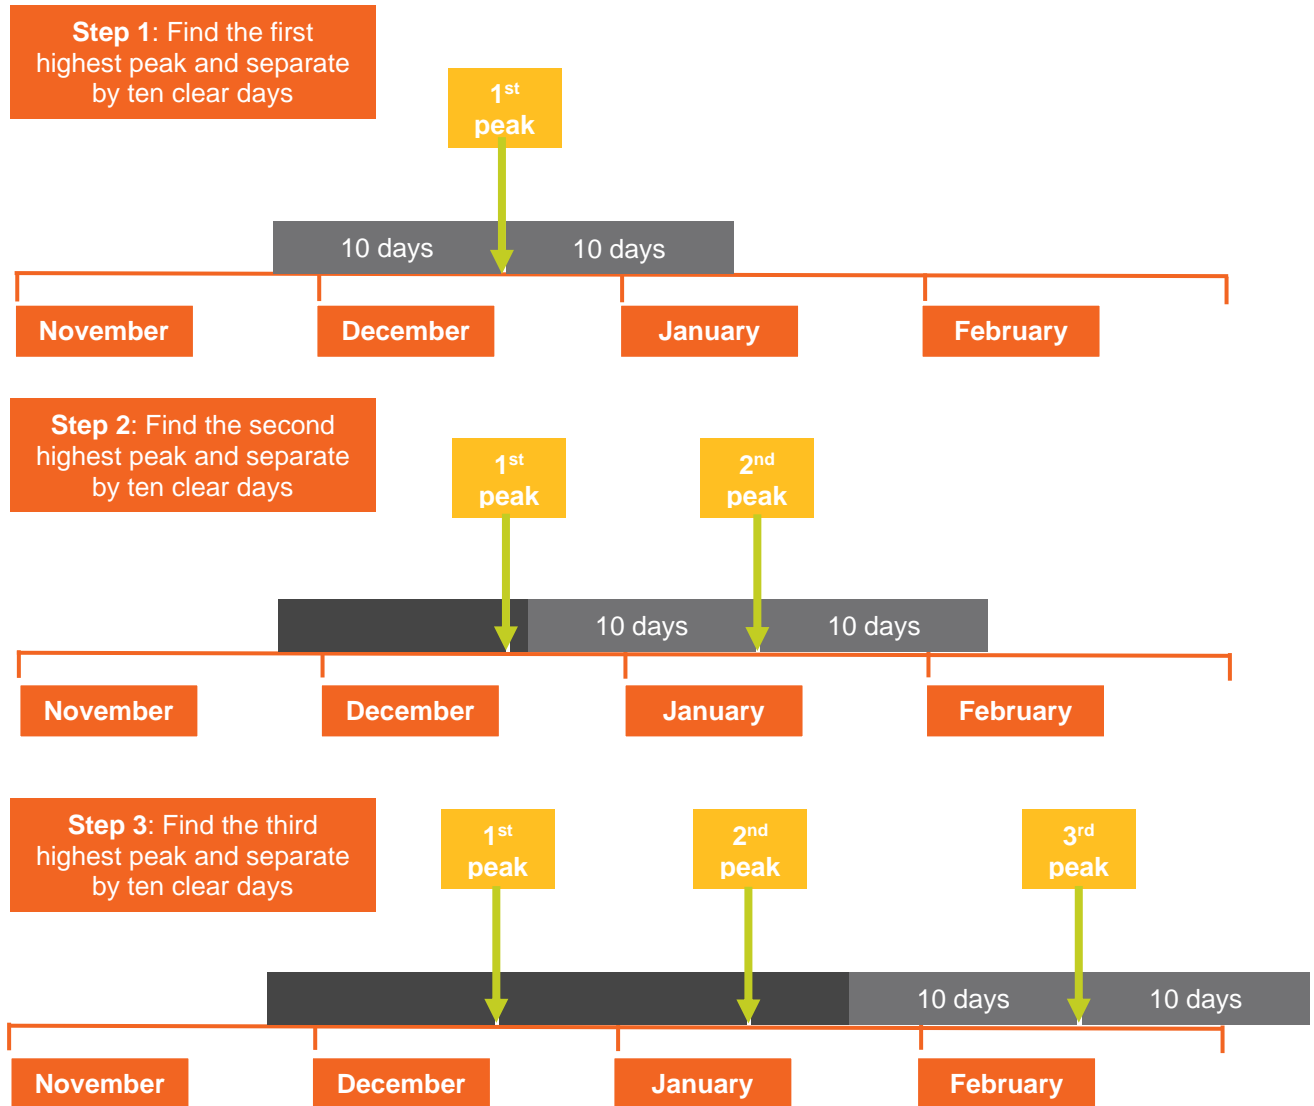 Step 1: Find the first
highest peak and separate
by ten clear days
1st
peak
10 days
10 days
November
December
January
February
Step 2: Find the second
highest peak and separate
by ten clear days
1st
peak
2nd
peak
10 days
10 days
November
December
January
February
Step 3: Find the third
highest peak and separate
by ten clear days
1st
peak
2nd
peak
3rd
peak
10 days
10 days
November
December
January
February